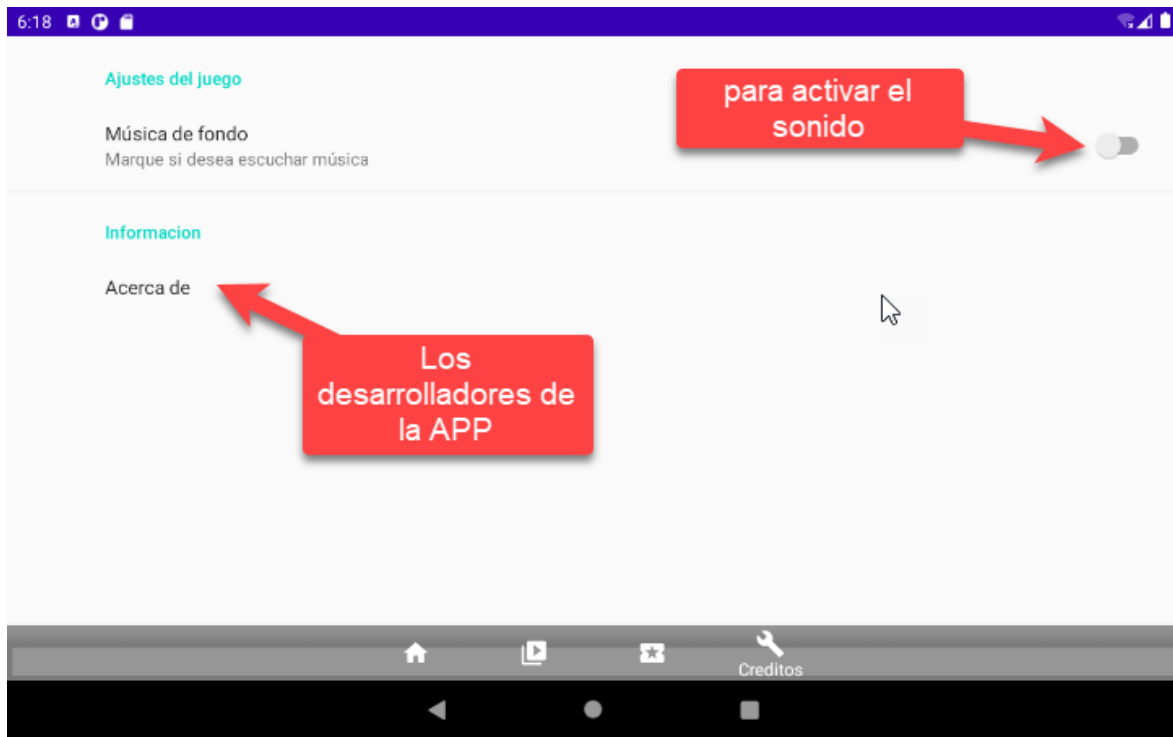 6:18
Ajustes del juego
para activar el
sonido
Música de fondo
Marque si desea escuchar música
Informacion
Acerca de
Los
desarrolladores de
la APP
Creditos